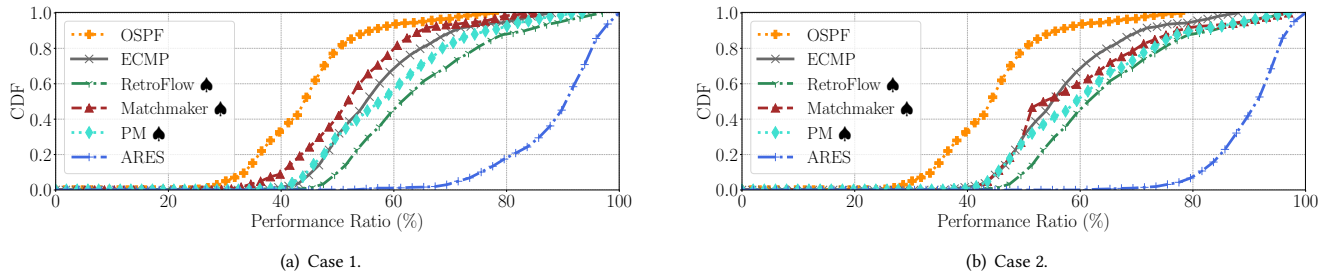 1.0
0.8
0.6
0.4
0.2
0.0
CDF
OSPF
ECMP
RetroFlow ♠
Matchmaker ♠
PM ♠
ARES
0 20 40 60 80 100
Performance Ratio (%)
(a) Case 1.
1.0
0.8
0.6
0.4
0.2
0.0
CDF
OSPF
ECMP
RetroFlow ♠
Matchmaker ♠
PM ♠
ARES
0 20 40 60 80 100
Performance Ratio (%)
(b) Case 2.